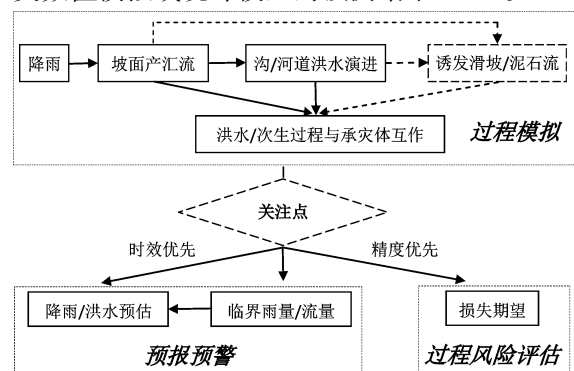 降雨
坡面产汇流
沟/河道洪水演进
诱发滑坡/泥石流
洪水/次生过程与承灾体互作
过程模拟
关注点
时效优先
精度优先
降雨/洪水预估
临界雨量/流量
损失期望
预报预警
过程风险评估